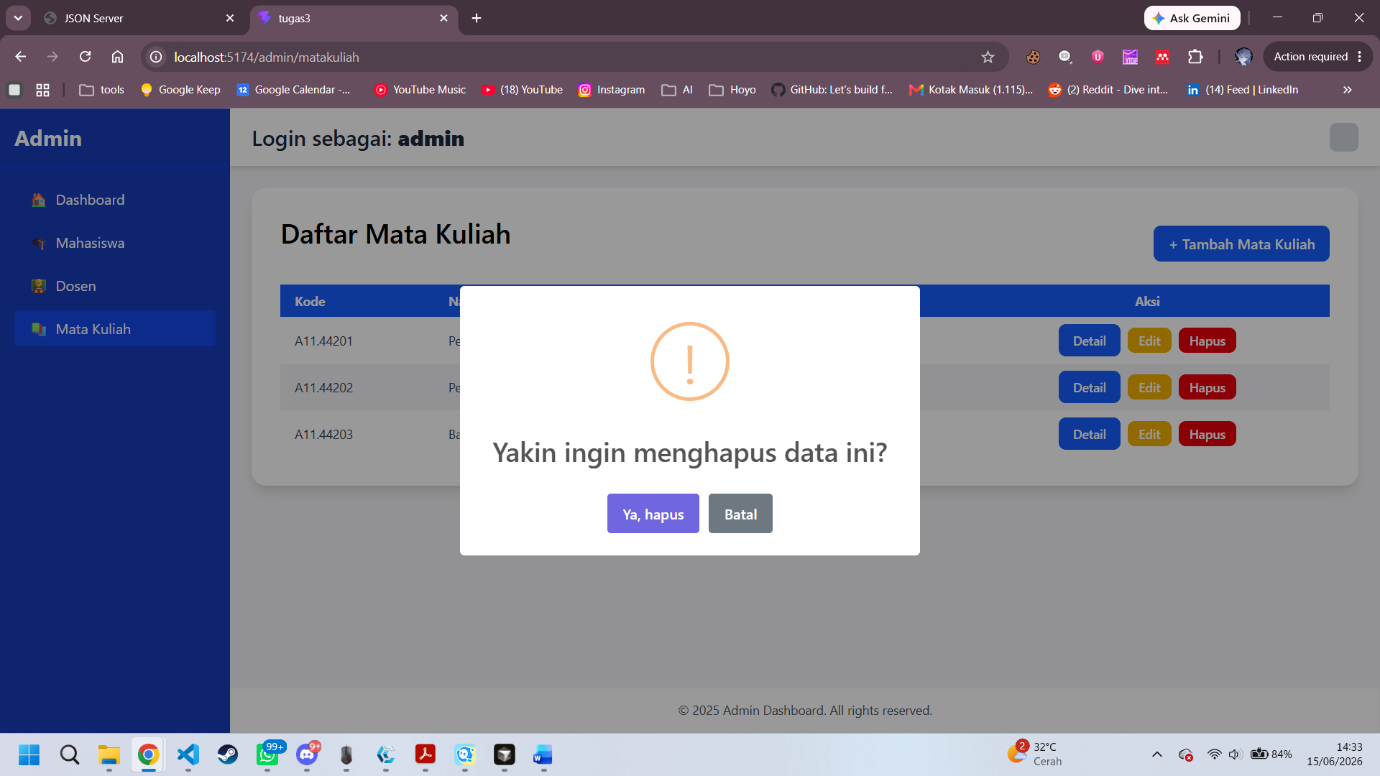 JSON Server
tugas3
Ask Gemini
localhost:5174/admin/matakuliah
Action required
tools
Google Keep
Google Calendar -...
YouTube Music
(18) YouTube
Instagram
AI
Hoyo
GitHub: Let's build f...
Kotak Masuk (1.115)...
(2) Reddit - Dive int...
(14) Feed | LinkedIn
Admin
Login sebagai: admin
Dashboard
Mahasiswa
Dosen
Mata Kuliah
Daftar Mata Kuliah
+ Tambah Mata Kuliah
Kode
Aksi
A11.44201
Pe
Detail
Edit
Hapus
A11.44202
Pe
Detail
Edit
Hapus
A11.44203
Ba
Detail
Edit
Hapus
!
Yakin ingin menghapus data ini?
Ya, hapus
Batal
© 2025 Admin Dashboard. All rights reserved.
99+
9+
2
32°C
Cerah
84%
14:33
15/06/2026